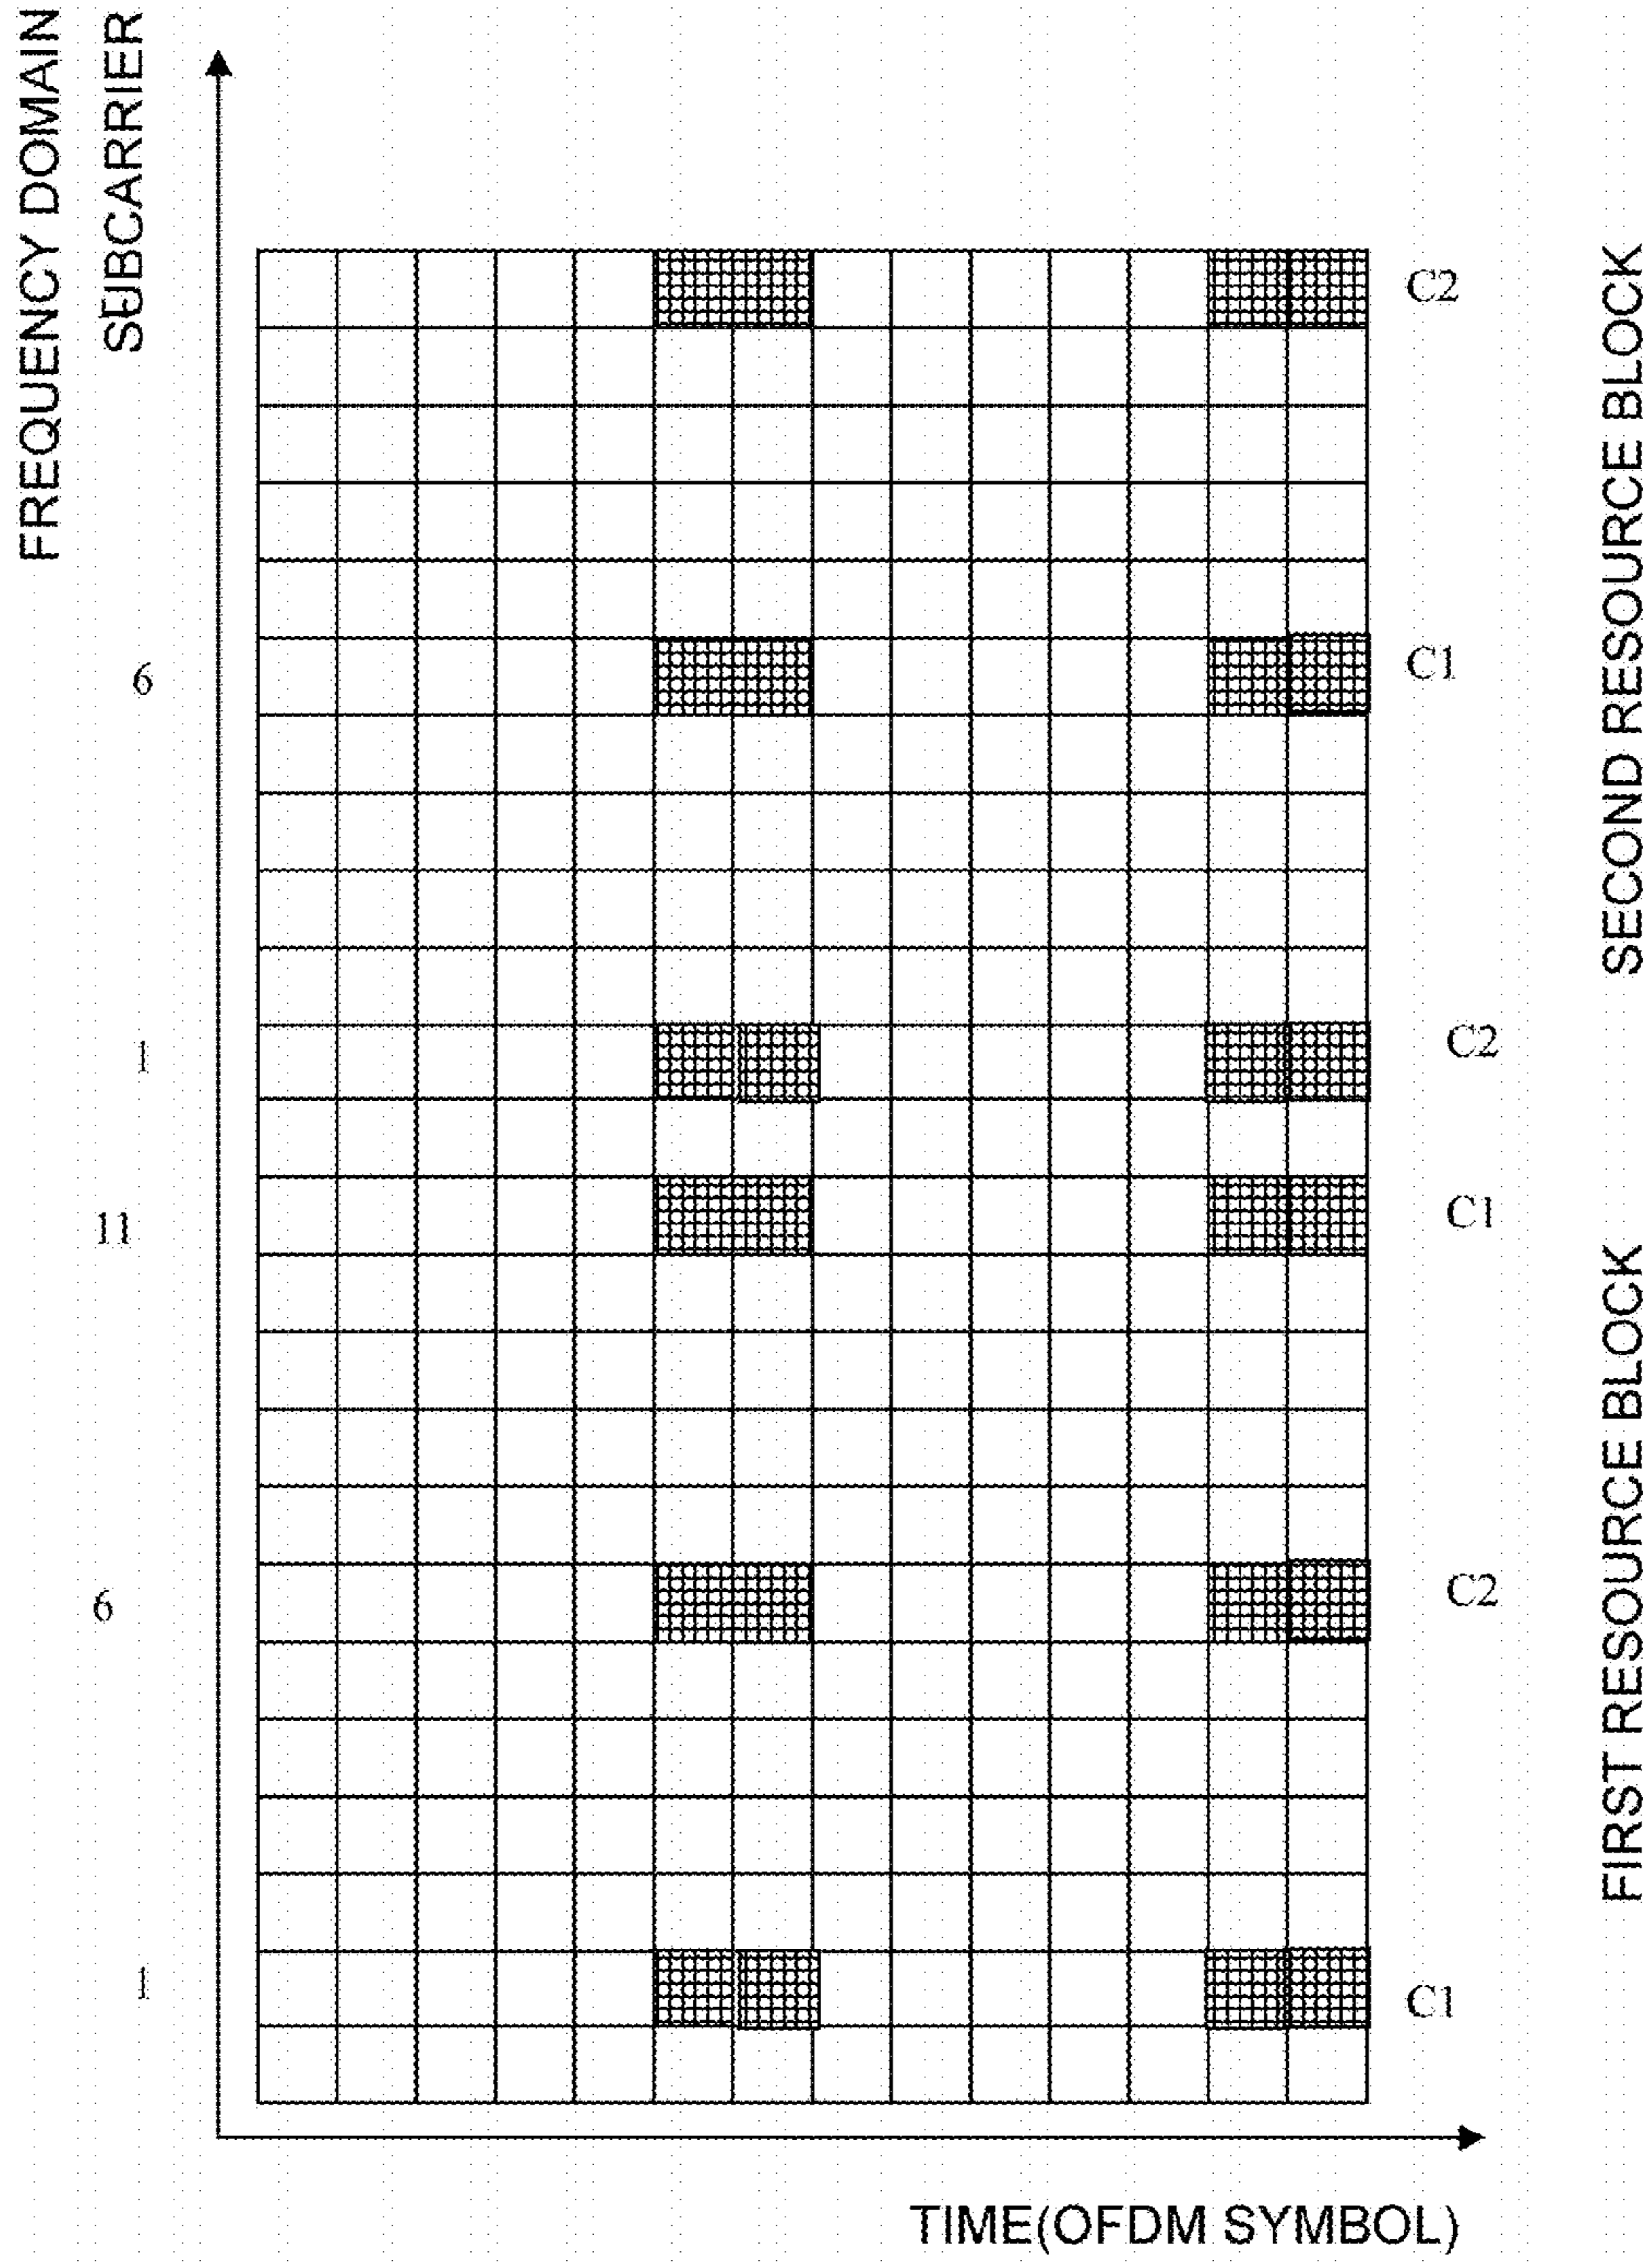 FREQUENCY DOMAIN
SUBCARRIER
C2
SECOND RESOURCE BLOCK
6
C1
1
C2
11
C1
FIRST RESOURCE BLOCK
6
C2
1
C1
TIME(OFDM SYMBOL)